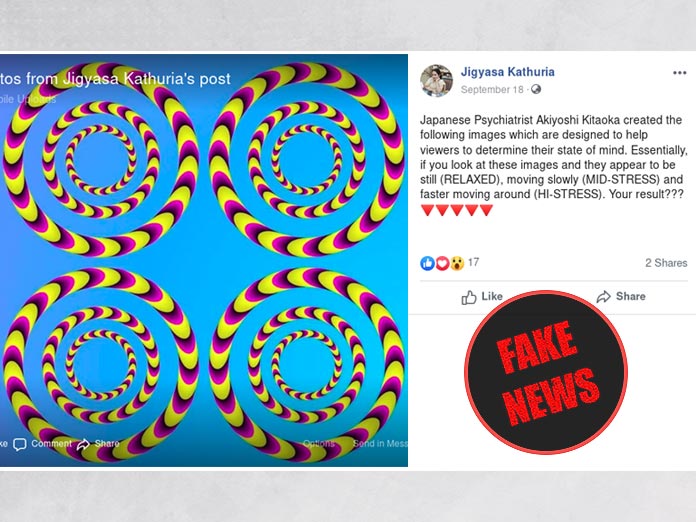 tos from Jigyasa Kathuria's post
bile Uploads
Jigyasa Kathuria
September 18
Japanese Psychiatrist Akiyoshi Kitaoka created the
following images which are designed to help
viewers to determine their state of mind. Essentially,
if you look at these images and they appear to be
still (RELAXED), moving slowly (MID-STRESS) and
faster moving around (HI-STRESS). Your result???
17
2 Shares
Like
Share
FAKE
NEWS
ke Comment Share
Options Send in Mess